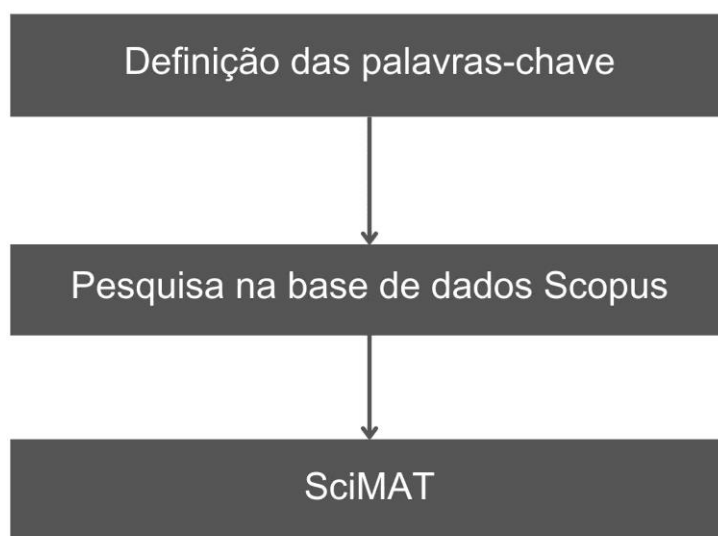 Definição das palavras-chave
Pesquisa na base de dados Scopus
SciMAT